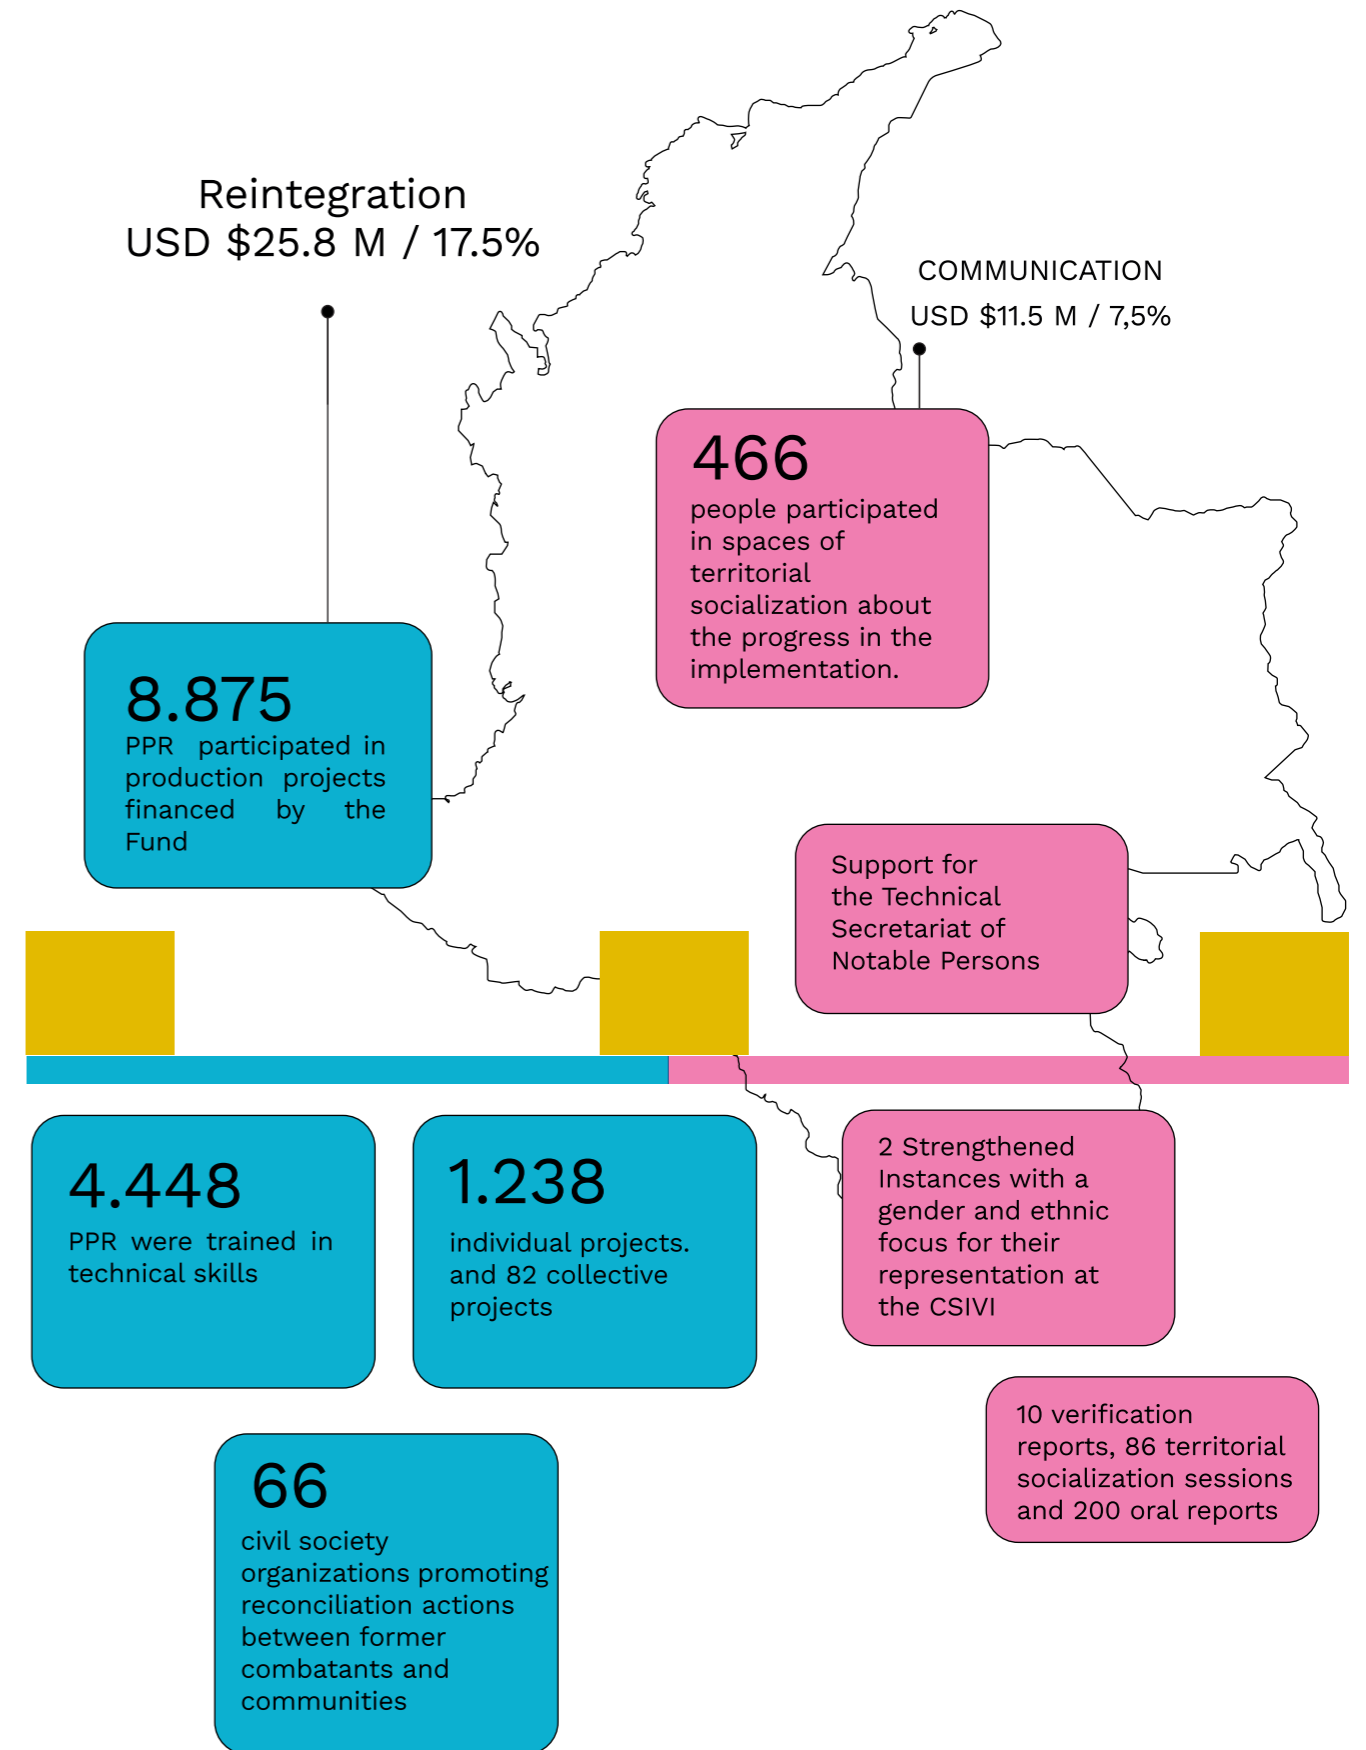 Reintegration
USD $25.8 M / 17.5%
COMMUNICATION
USD $11.5 M / 7,5%
466
people participated
in spaces of
territorial
socialization about
the progress in the
implementation.
8.875
PPR participated in
production projects
financed by the
Fund
Support for
the Technical
Secretariat of
Notable Persons
4.448
PPR were trained in
technical skills
1.238
individual projects.
and 82 collective
projects
2 Strengthened
Instances with a
gender and ethnic
focus for their
representation at
the CSIVI
10 verification
reports, 86 territorial
socialization sessions
and 200 oral reports
66
civil society
organizations promoting
reconciliation actions
between former
combatants and
communities